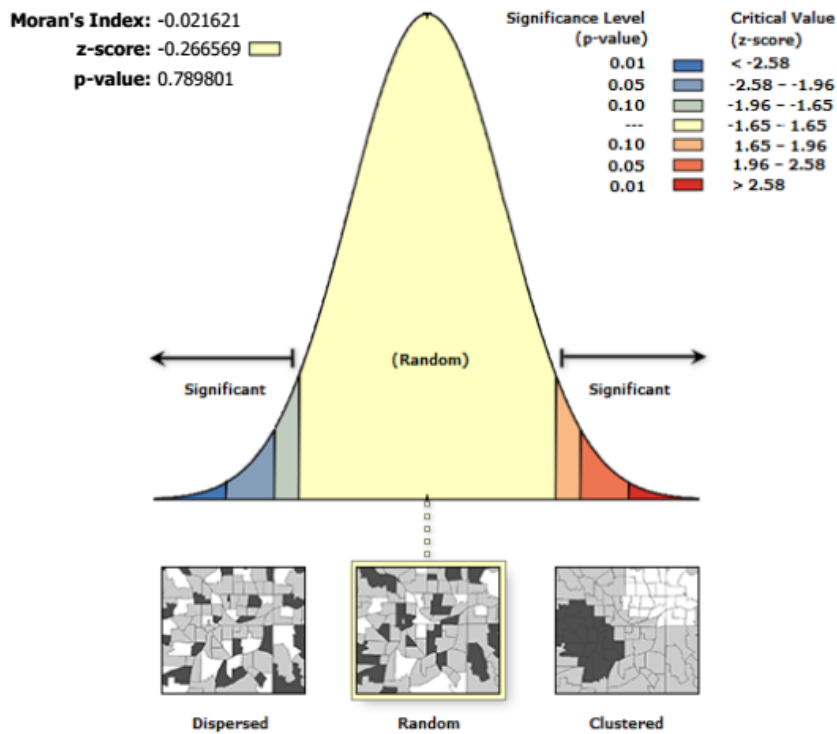 Moran's Index: -0.021621
z-score: -0.266569
p-value: 0.789801
Significance Level
(p-value)
Critical Value
(z-score)
0.01 < -2.58
0.05 -2.58 – -1.96
0.10 -1.96 – -1.65
--- -1.65 – 1.65
0.10 1.65 – 1.96
0.05 1.96 – 2.58
0.01 > 2.58
(Random)
Significant Significant
Dispersed Random Clustered